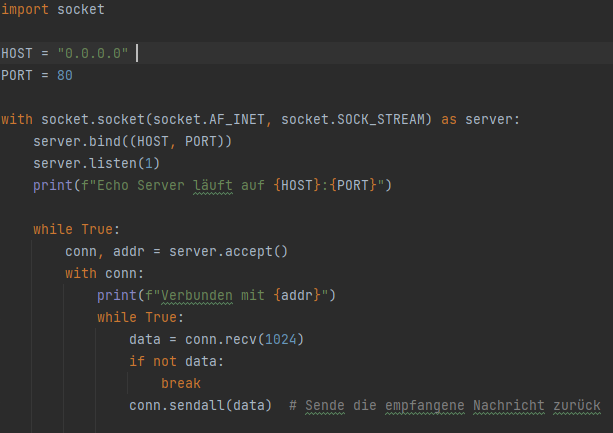 import socket
HOST = "0.0.0.0"
PORT = 80
with socket.socket(socket.AF_INET, socket.SOCK_STREAM) as server:
    server.bind((HOST, PORT))
    server.listen(1)
    print(f"Echo Server läuft auf {HOST}:{PORT}")
    while True:
        conn, addr = server.accept()
        with conn:
            print(f"Verbunden mit {addr}")
            while True:
                data = conn.recv(1024)
                if not data:
                    break
                conn.sendall(data)  # Sende die empfangene Nachricht zurück